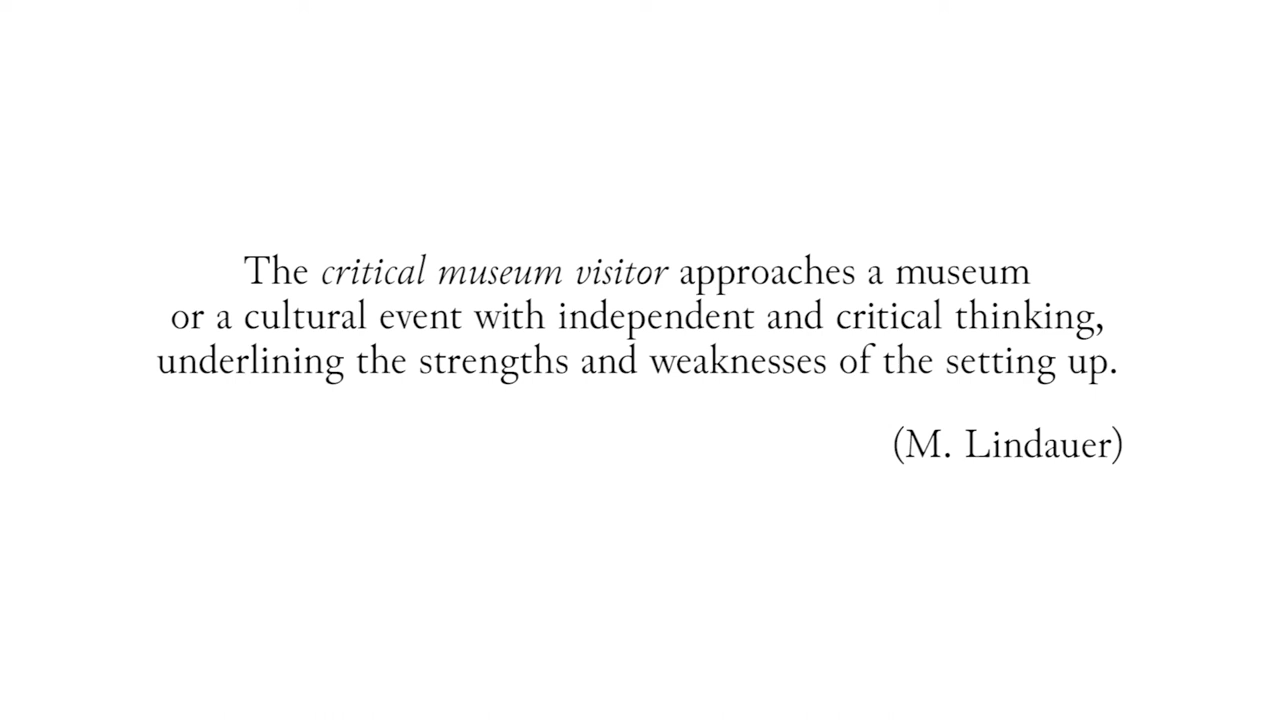 The critical museum visitor approaches a museum
or a cultural event with independent and critical thinking,
underlining the strengths and weaknesses of the setting up.
(M. Lindauer)